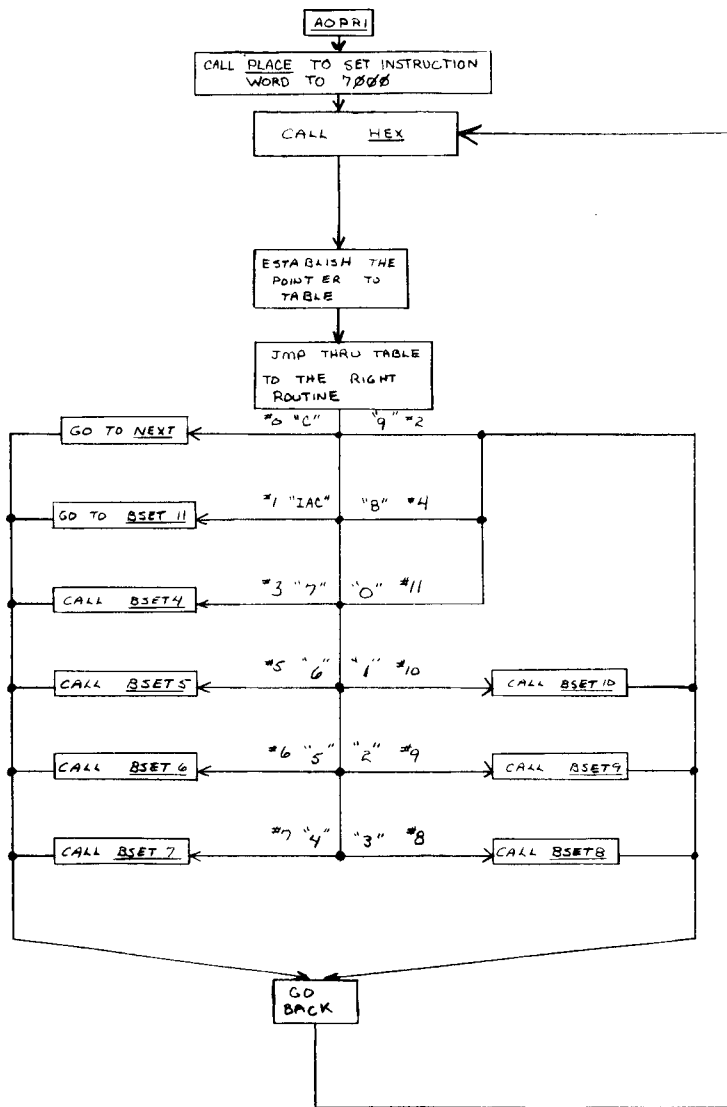 AOPR1
CALL PLACE TO SET INSTRUCTION
WORD TO 7ØØØ
CALL HEX
ESTABLISH THE
POINTER TO
TABLE
JMP THRU TABLE
TO THE RIGHT
ROUTINE
GO TO NEXT #0 "C" "9" #2
GO TO BSET 11 #1 "IAC" "8" #4
CALL BSET4 #3 "7" "0" #11
CALL BSET5 #5 "6" "1" #10 CALL BSET10
CALL BSET 6 #6 "5" "2" #9 CALL BSET9
CALL BSET 7 #7 "4" "3" #8 CALL BSET8
GO
BACK